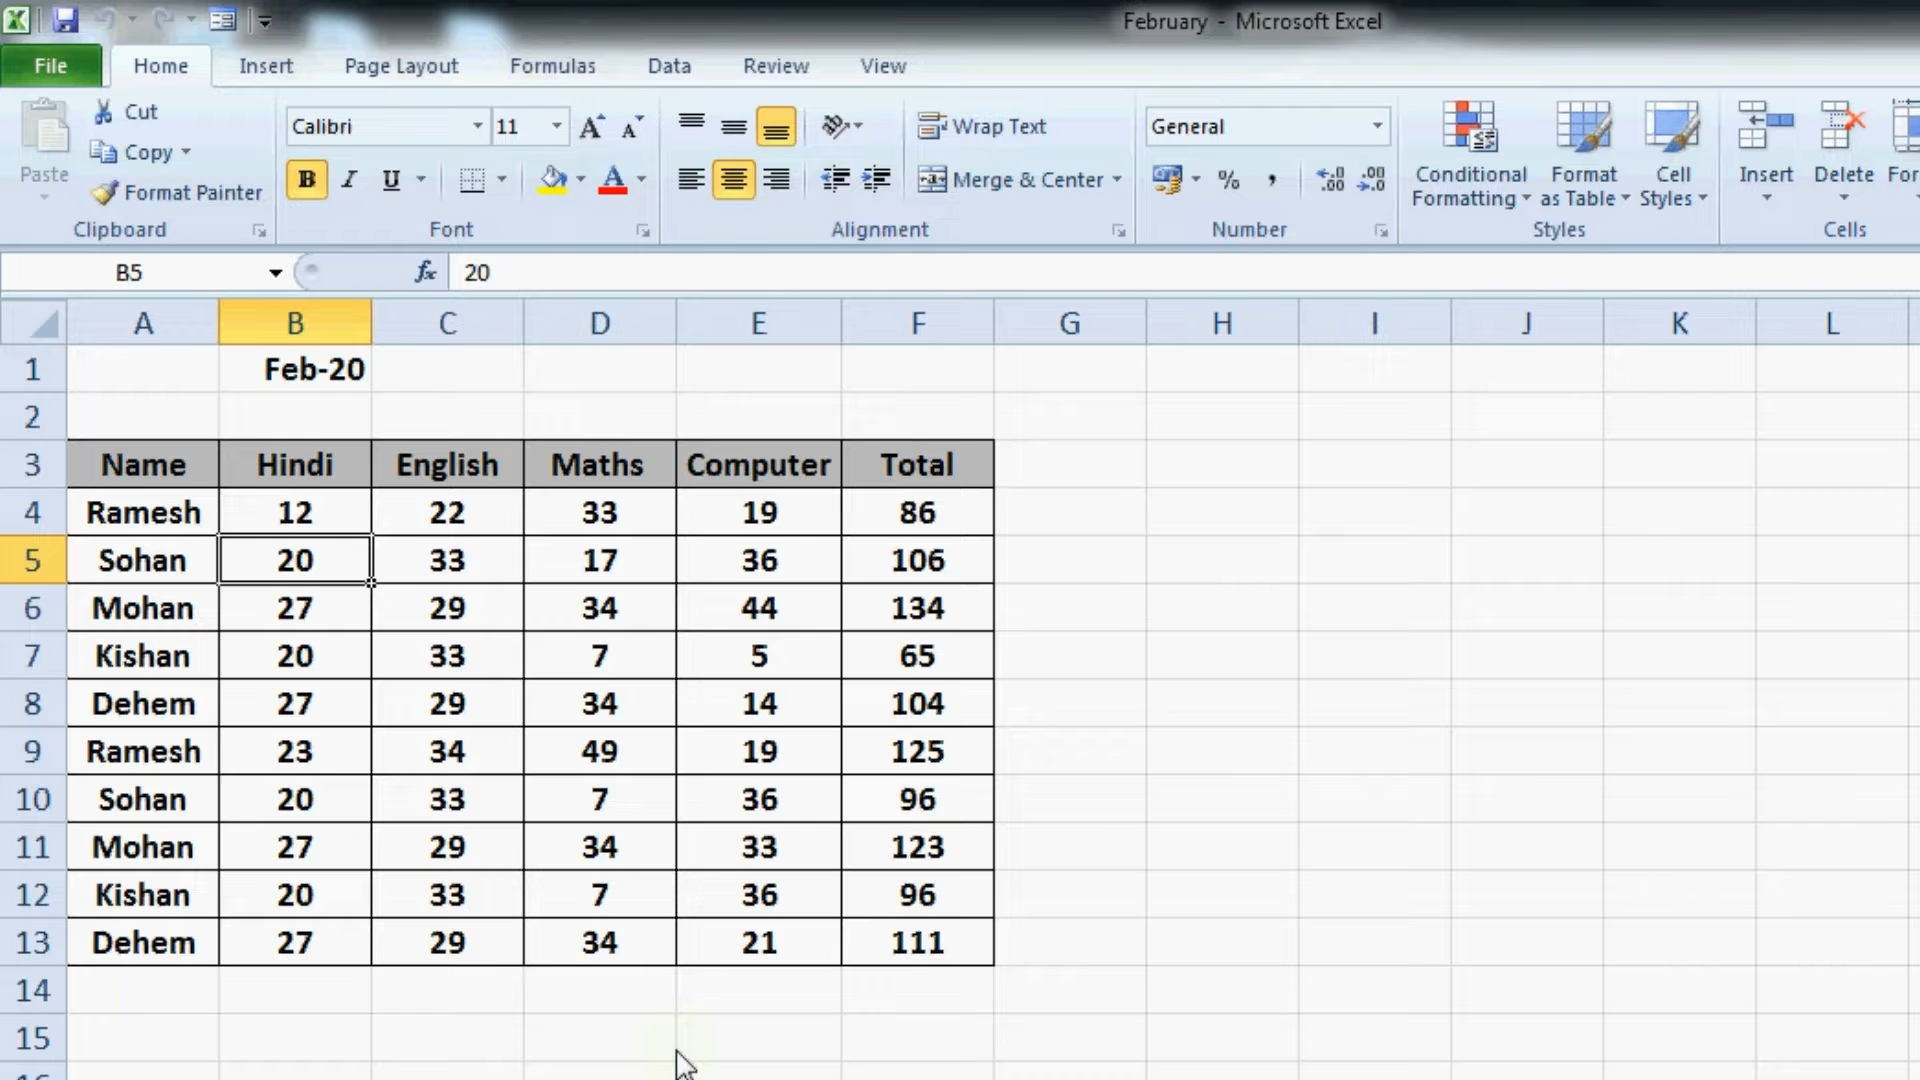 February - Microsoft Excel
File Home Insert Page Layout Formulas Data Review View
Paste Cut Copy Format Painter Clipboard
Calibri 11 A A B I U A Font
Wrap Text Merge & Center Alignment
General % , .00 .00 Number
Conditional Formatting Format as Table Cell Styles Styles
Insert Delete For Cells
B5 fx 20
A B C D E F G H I J K L
1 Feb-20
2
3 Name Hindi English Maths Computer Total
4 Ramesh 12 22 33 19 86
5 Sohan 20 33 17 36 106
6 Mohan 27 29 34 44 134
7 Kishan 20 33 7 5 65
8 Dehem 27 29 34 14 104
9 Ramesh 23 34 49 19 125
10 Sohan 20 33 7 36 96
11 Mohan 27 29 34 33 123
12 Kishan 20 33 7 36 96
13 Dehem 27 29 34 21 111
14
15